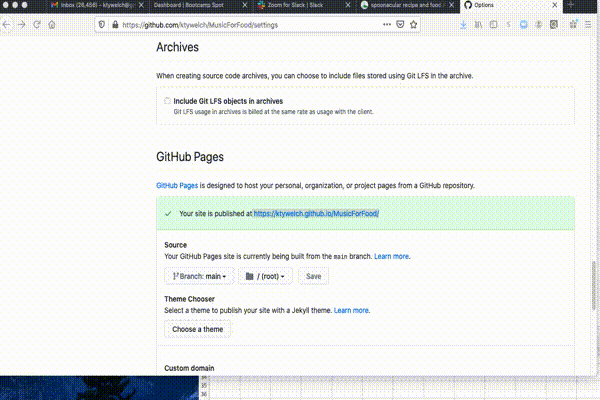 Inbox (26,458) - ktywelch@g
Dashboard | Bootcamp Spot
Zoom for Slack | Slack
spoonacular recipe and food
Options
https://github.com/ktywelch/MusicForFood/settings
Archives
When creating source code archives, you can choose to include files stored using Git LFS in the archive.
Include Git LFS objects in archives
Git LFS usage in archives is billed at the same rate as usage with the client.
GitHub Pages
GitHub Pages is designed to host your personal, organization, or project pages from a GitHub repository.
Your site is published at https://ktywelch.github.io/MusicForFood/
Source
Your GitHub Pages site is currently being built from the main branch. Learn more.
Branch: main / (root) Save
Theme Chooser
Select a theme to publish your site with a Jekyll theme. Learn more.
Choose a theme
Custom domain
34
35
36